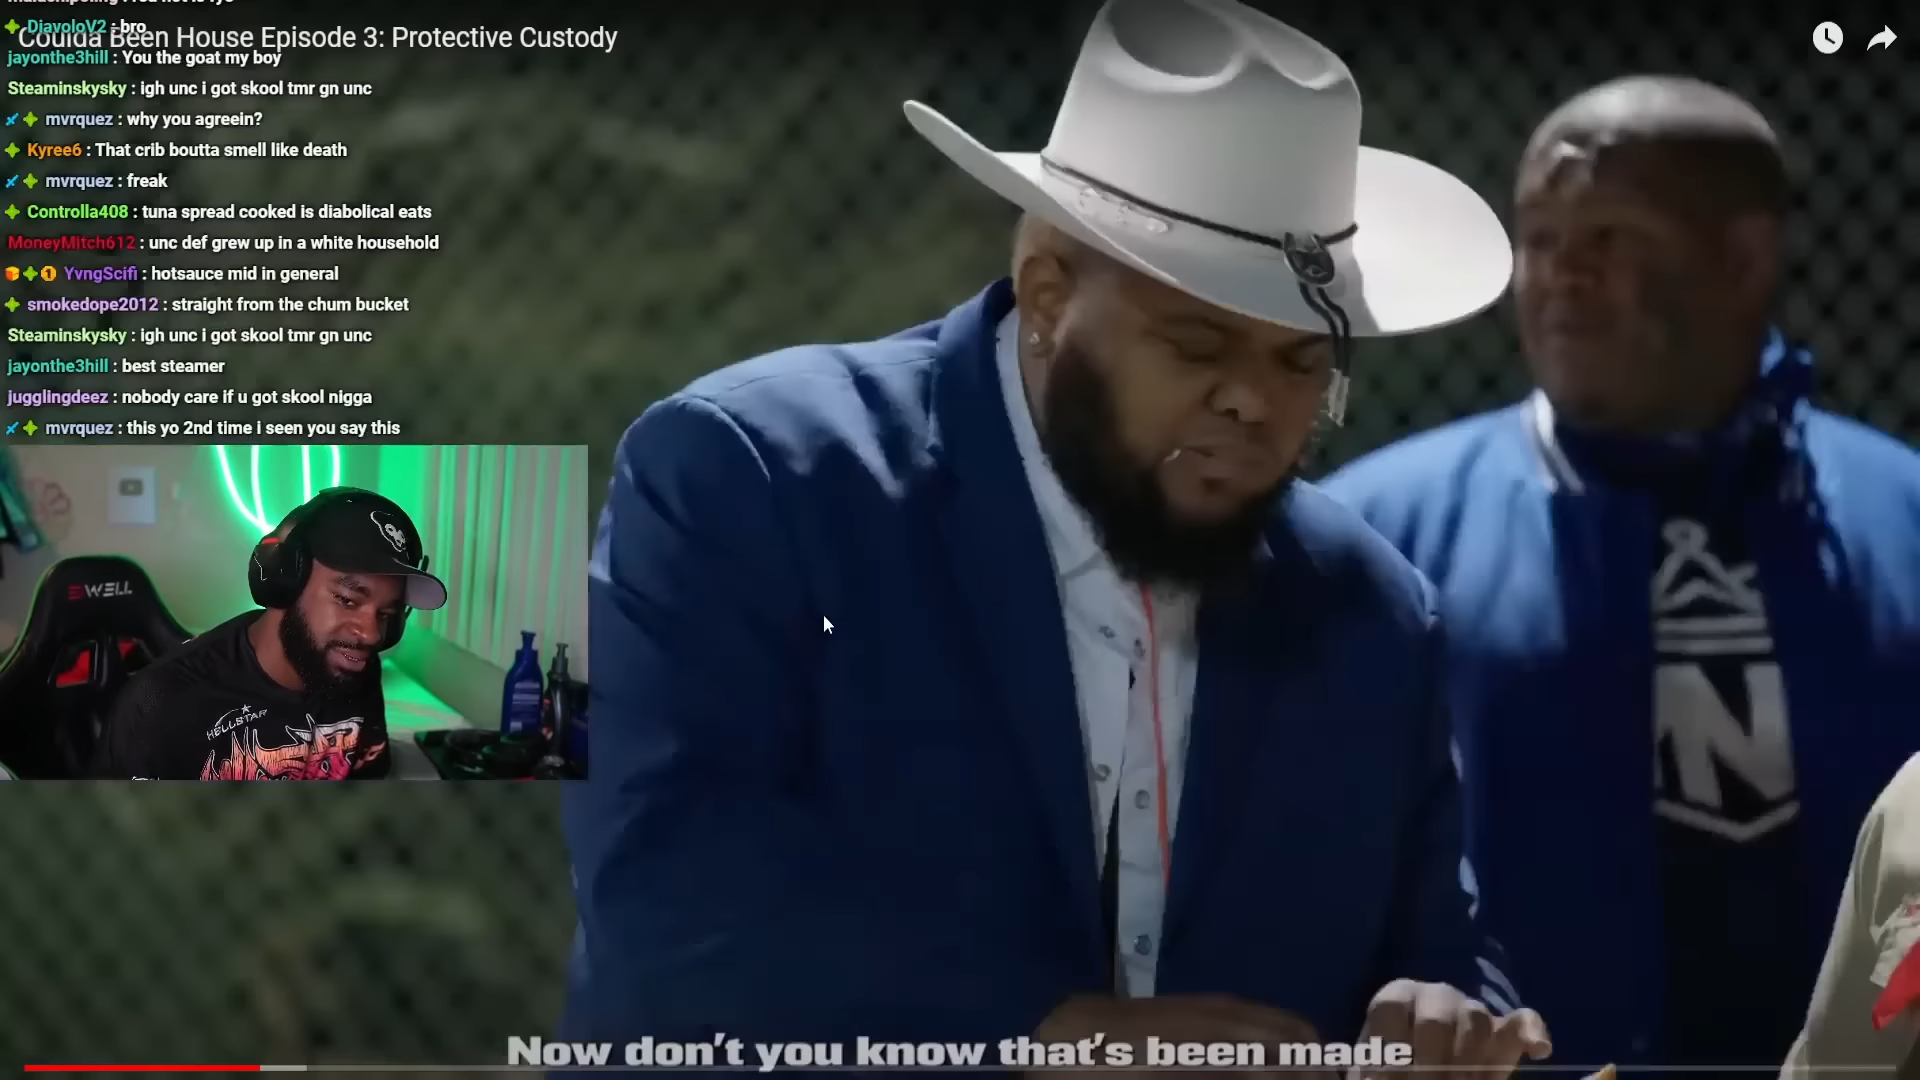 DiavoloV2 : bro
Coulda Been House Episode 3: Protective Custody
jayonthe3hill : You the goat my boy
Steaminskysky : igh unc i got skool tmr gn unc
mvrquez : why you agreein?
Kyree6 : That crib boutta smell like death
mvrquez : freak
Controlla408 : tuna spread cooked is diabolical eats
MoneyMitch612 : unc def grew up in a white household
YvngScifi : hotsauce mid in general
smokedope2012 : straight from the chum bucket
Steaminskysky : igh unc i got skool tmr gn unc
jayonthe3hill : best steamer
jugglingdeez : nobody care if u got skool nigga
mvrquez : this yo 2nd time i seen you say this
EWELL
HELLSTAR
N
Now don't you know that's been made